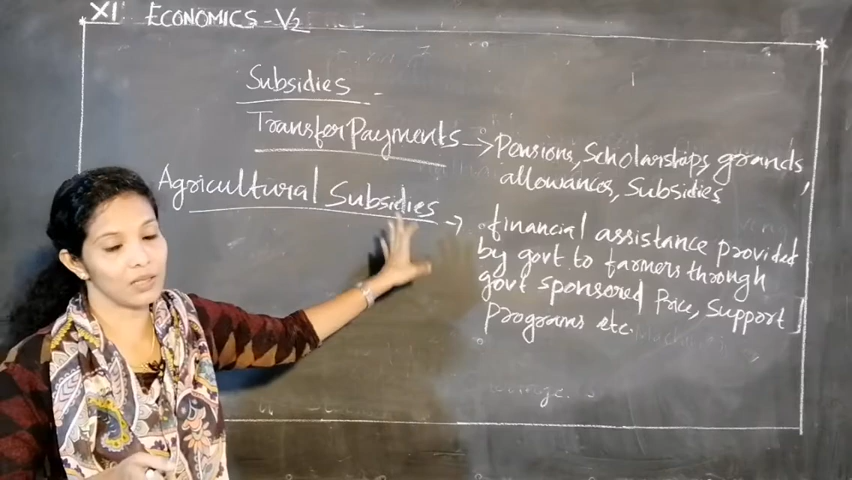 XI ECONOMICS - V2
Subsidies -
Transfer Payments → Pensions, Scholarships, grands,
allowances, Subsidies
Agricultural Subsidies → financial assistance provided
by govt. to farmers through
govt sponsored Price, Support
Programs etc.